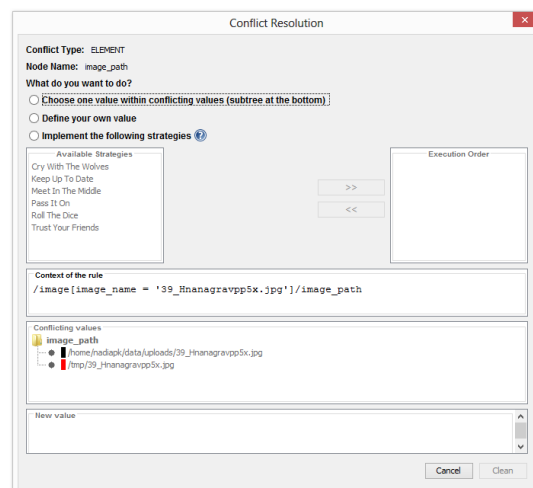 Conflict Resolution
Conflict Type: ELEMENT
Node Name: image_path
What do you want to do?
Choose one value within conflicting values (subtree at the bottom)
Define your own value
Implement the following strategies
Available Strategies
Cry With The Wolves
Keep Up To Date
Meet In The Middle
Pass It On
Roll The Dice
Trust Your Friends
>>
<<
Execution Order
Context of the rule
/image[image_name = '39_Hnanagravpp5x.jpg']/image_path
Conflicting values
image_path
/home/nadiapk/data/uploads/39_Hnanagravpp5x.jpg
/tmp/39_Hnanagravpp5x.jpg
New value
Cancel
Clean